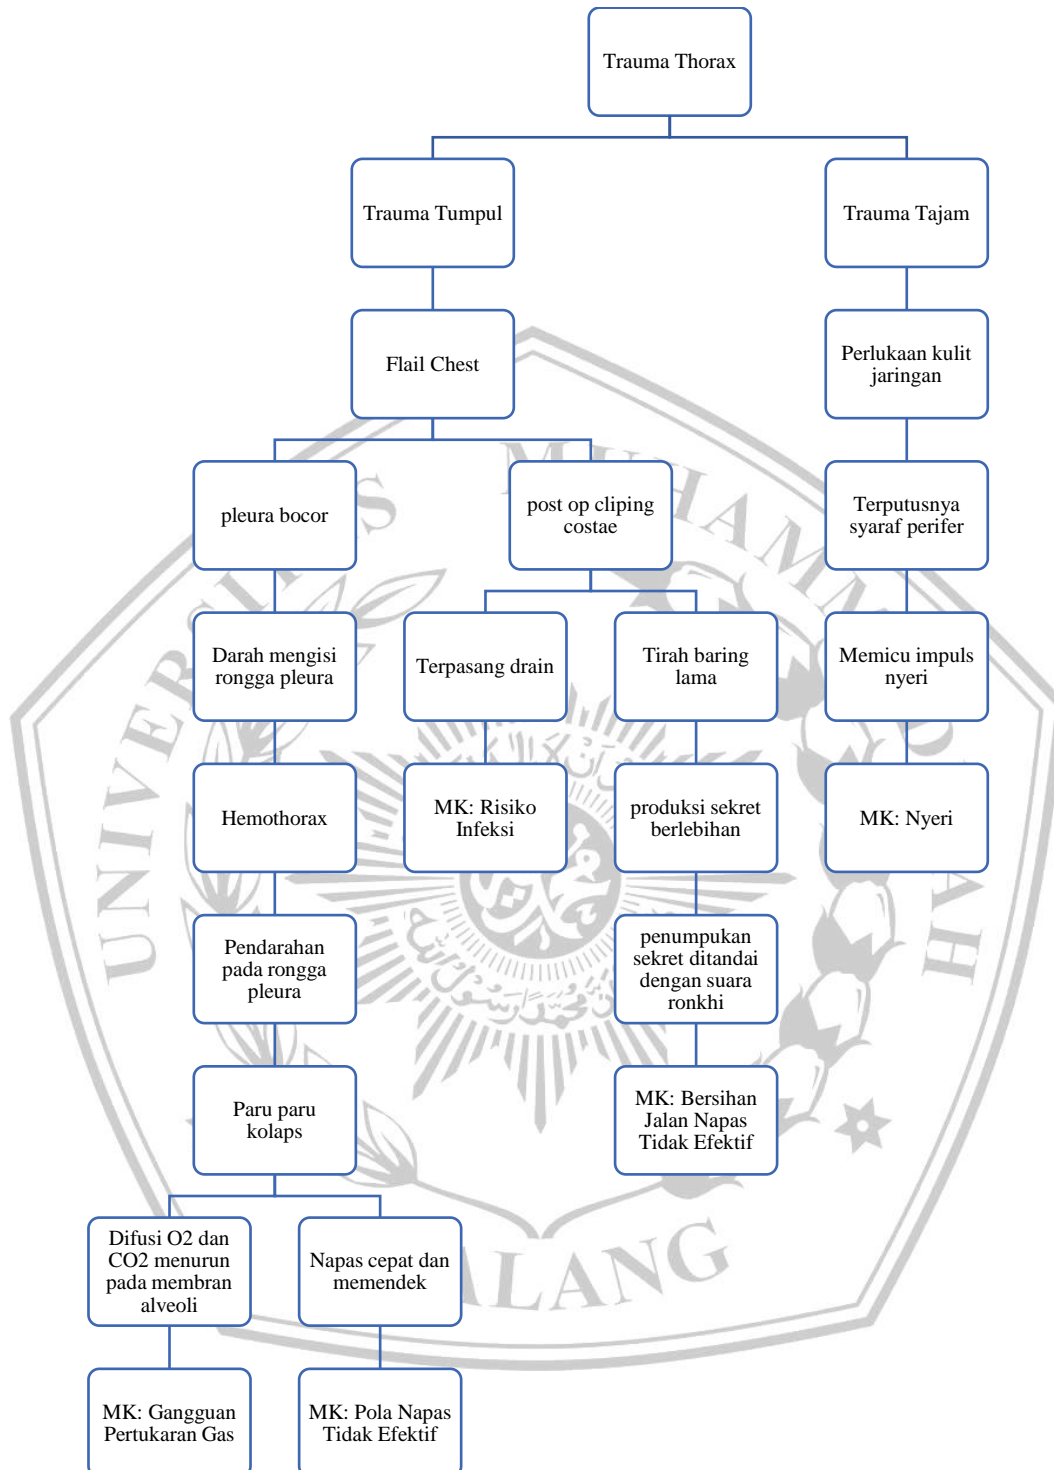 Trauma Thorax
Trauma Tumpul
Trauma Tajam
Flail Chest
Perlukaan kulit
jaringan
pleura bocor
post op cliping
costae
Terputusnya
syaraf perifer
Darah mengisi
rongga pleura
Terpasang drain
Tirah baring
lama
Memicu impuls
nyeri
Hemothorax
MK: Risiko
Infeksi
produksi sekret
berlebihan
MK: Nyeri
Pendarahan
pada rongga
pleura
penumpukan
sekret ditandai
dengan suara
ronkhi
Paru paru
kolaps
MK: Bersihan
Jalan Napas
Tidak Efektif
Difusi O2 dan
CO2 menurun
pada membran
alveoli
Napas cepat dan
memendek
MK: Gangguan
Pertukaran Gas
MK: Pola Napas
Tidak Efektif